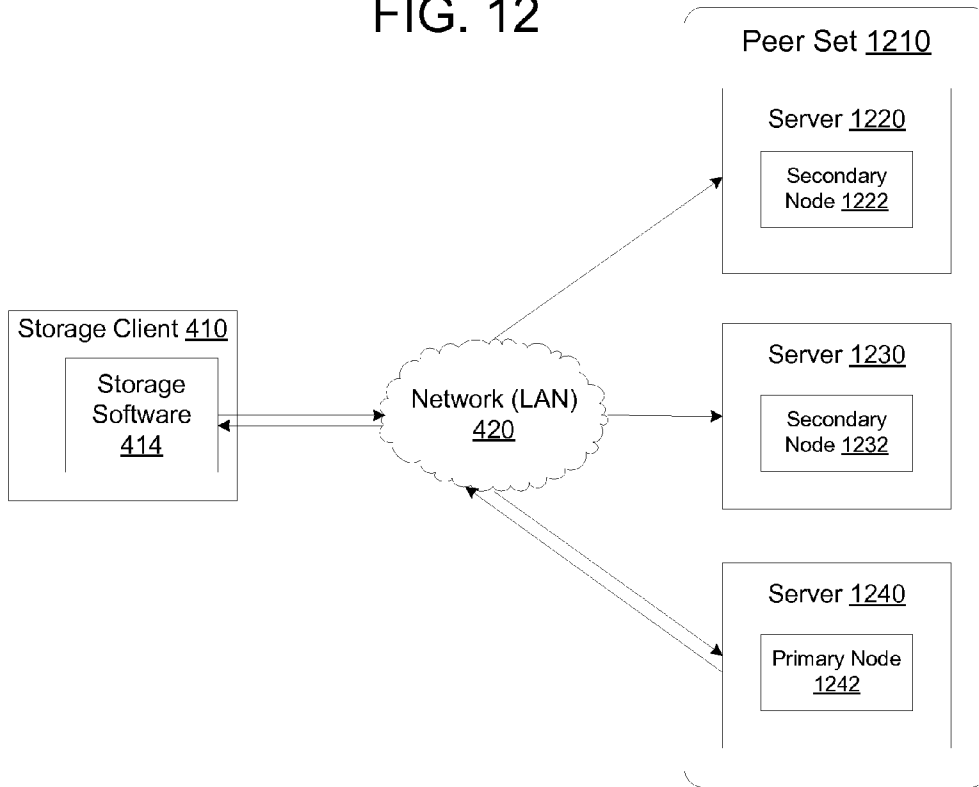 FIG. 12
Peer Set 1210
Server 1220
Secondary
Node 1222
Storage Client 410
Storage
Software
414
Network (LAN)
420
Server 1230
Secondary
Node 1232
Server 1240
Primary Node
1242